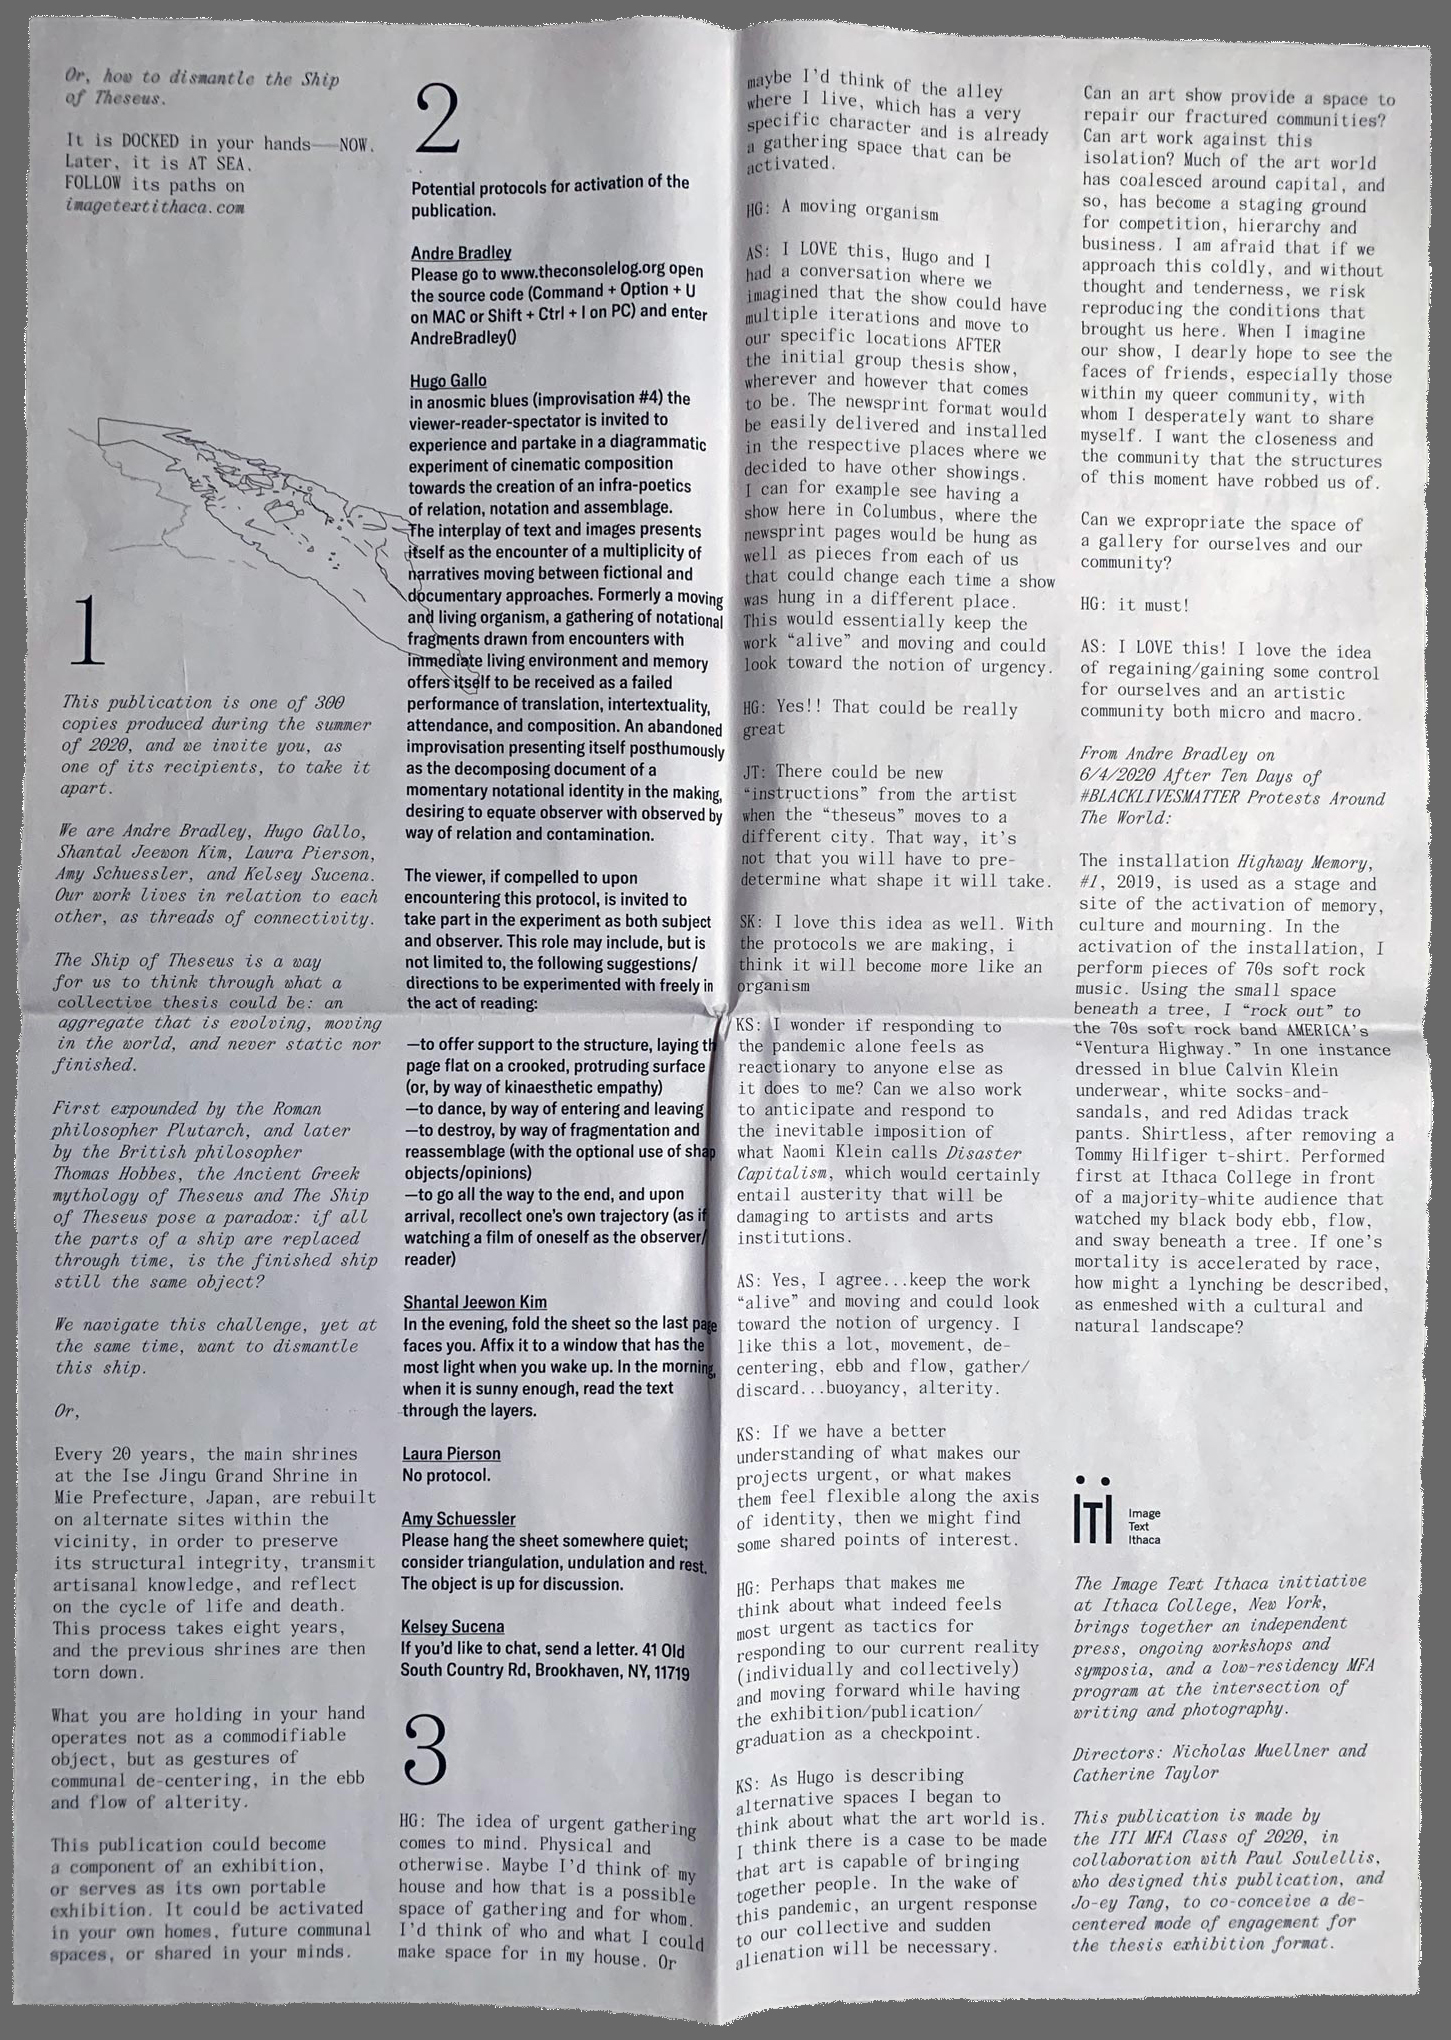 Or, how to dismantle the Ship
of Theseus.
It is DOCKED in your hands——NOW.
Later, it is AT SEA.
FOLLOW its paths on
imagetextithaca.com
1
This publication is one of 300
copies produced during the summer
of 2020, and we invite you, as
one of its recipients, to take it
apart.
We are Andre Bradley, Hugo Gallo,
Shantal Jeewon Kim, Laura Pierson,
Amy Schuessler, and Kelsey Sucena.
Our work lives in relation to each
other, as threads of connectivity.
The Ship of Theseus is a way
for us to think through what a
collective thesis could be: an
aggregate that is evolving, moving
in the world, and never static nor
finished.
First expounded by the Roman
philosopher Plutarch, and later
by the British philosopher
Thomas Hobbes, the Ancient Greek
mythology of Theseus and The Ship
of Theseus pose a paradox: if all
the parts of a ship are replaced
through time, is the finished ship
still the same object?
We navigate this challenge, yet at
the same time, want to dismantle
this ship.
Or,
Every 20 years, the main shrines
at the Ise Jingu Grand Shrine in
Mie Prefecture, Japan, are rebuilt
on alternate sites within the
vicinity, in order to preserve
its structural integrity, transmit
artisanal knowledge, and reflect
on the cycle of life and death.
This process takes eight years,
and the previous shrines are then
torn down.
What you are holding in your hand
operates not as a commodifiable
object, but as gestures of
communal de-centering, in the ebb
and flow of alterity.
This publication could become
a component of an exhibition,
or serves as its own portable
exhibition. It could be activated
in your own homes, future communal
spaces, or shared in your minds.
2
Potential protocols for activation of the
publication.
Andre Bradley
Please go to www.theconsolelog.org open
the source code (Command + Option + U
on MAC or Shift + Ctrl + I on PC) and enter
AndreBradley()
Hugo Gallo
in anosmic blues (improvisation #4) the
viewer-reader-spectator is invited to
experience and partake in a diagrammatic
experiment of cinematic composition
towards the creation of an infra-poetics
of relation, notation and assemblage.
The interplay of text and images presents
itself as the encounter of a multiplicity of
narratives moving between fictional and
documentary approaches. Formerly a moving
and living organism, a gathering of notational
fragments drawn from encounters with
immediate living environment and memory
offers itself to be received as a failed
performance of translation, intertextuality,
attendance, and composition. An abandoned
improvisation presenting itself posthumously
as the decomposing document of a
momentary notational identity in the making,
desiring to equate observer with observed by
way of relation and contamination.
The viewer, if compelled to upon
encountering this protocol, is invited to
take part in the experiment as both subject
and observer. This role may include, but is
not limited to, the following suggestions/
directions to be experimented with freely in
the act of reading:
—to offer support to the structure, laying th
page flat on a crooked, protruding surface
(or, by way of kinaesthetic empathy)
—to dance, by way of entering and leaving
—to destroy, by way of fragmentation and
reassemblage (with the optional use of shap
objects/opinions)
—to go all the way to the end, and upon
arrival, recollect one's own trajectory (as if
watching a film of oneself as the observer/
reader)
Shantal Jeewon Kim
In the evening, fold the sheet so the last page
faces you. Affix it to a window that has the
most light when you wake up. In the morning,
when it is sunny enough, read the text
through the layers.
Laura Pierson
No protocol.
Amy Schuessler
Please hang the sheet somewhere quiet;
consider triangulation, undulation and rest.
The object is up for discussion.
Kelsey Sucena
If you'd like to chat, send a letter. 41 Old
South Country Rd, Brookhaven, NY, 11719
3
HG: The idea of urgent gathering
comes to mind. Physical and
otherwise. Maybe I'd think of my
house and how that is a possible
space of gathering and for whom.
I'd think of who and what I could
make space for in my house. Or
maybe I'd think of the alley
where I live, which has a very
specific character and is already
a gathering space that can be
activated.
HG: A moving organism
AS: I LOVE this, Hugo and I
had a conversation where we
imagined that the show could have
multiple iterations and move to
our specific locations AFTER
the initial group thesis show,
wherever and however that comes
to be. The newsprint format would
be easily delivered and installed
in the respective places where we
decided to have other showings.
I can for example see having a
show here in Columbus, where the
newsprint pages would be hung as
well as pieces from each of us
that could change each time a show
was hung in a different place.
This would essentially keep the
work “alive” and moving and could
look toward the notion of urgency.
HG: Yes!! That could be really
great
JT: There could be new
“instructions” from the artist
when the “theseus” moves to a
different city. That way, it's
not that you will have to pre-
determine what shape it will take.
SK: I love this idea as well. With
the protocols we are making, i
think it will become more like an
organism
KS: I wonder if responding to
the pandemic alone feels as
reactionary to anyone else as
it does to me? Can we also work
to anticipate and respond to
the inevitable imposition of
what Naomi Klein calls Disaster
Capitalism, which would certainly
entail austerity that will be
damaging to artists and arts
institutions.
AS: Yes, I agree...keep the work
“alive” and moving and could look
toward the notion of urgency. I
like this a lot, movement, de-
centering, ebb and flow, gather/
discard...buoyancy, alterity.
KS: If we have a better
understanding of what makes our
projects urgent, or what makes
them feel flexible along the axis
of identity, then we might find
some shared points of interest.
HG: Perhaps that makes me
think about what indeed feels
most urgent as tactics for
responding to our current reality
(individually and collectively)
and moving forward while having
the exhibition/publication/
graduation as a checkpoint.
KS: As Hugo is describing
alternative spaces I began to
think about what the art world is.
I think there is a case to be made
that art is capable of bringing
together people. In the wake of
this pandemic, an urgent response
to our collective and sudden
alienation will be necessary.
Can an art show provide a space to
repair our fractured communities?
Can art work against this
isolation? Much of the art world
has coalesced around capital, and
so, has become a staging ground
for competition, hierarchy and
business. I am afraid that if we
approach this coldly, and without
thought and tenderness, we risk
reproducing the conditions that
brought us here. When I imagine
our show, I dearly hope to see the
faces of friends, especially those
within my queer community, with
whom I desperately want to share
myself. I want the closeness and
the community that the structures
of this moment have robbed us of.
Can we expropriate the space of
a gallery for ourselves and our
community?
HG: it must!
AS: I LOVE this! I love the idea
of regaining/gaining some control
for ourselves and an artistic
community both micro and macro.
From Andre Bradley on
6/4/2020 After Ten Days of
#BLACKLIVESMATTER Protests Around
The World:
The installation Highway Memory,
#1, 2019, is used as a stage and
site of the activation of memory,
culture and mourning. In the
activation of the installation, I
perform pieces of 70s soft rock
music. Using the small space
beneath a tree, I “rock out” to
the 70s soft rock band AMERICA's
“Ventura Highway.” In one instance
dressed in blue Calvin Klein
underwear, white socks-and-
sandals, and red Adidas track
pants. Shirtless, after removing a
Tommy Hilfiger t-shirt. Performed
first at Ithaca College in front
of a majority-white audience that
watched my black body ebb, flow,
and sway beneath a tree. If one's
mortality is accelerated by race,
how might a lynching be described,
as enmeshed with a cultural and
natural landscape?
iTi
Image
Text
Ithaca
The Image Text Ithaca initiative
at Ithaca College, New York,
brings together an independent
press, ongoing workshops and
symposia, and a low-residency MFA
program at the intersection of
writing and photography.
Directors: Nicholas Muellner and
Catherine Taylor
This publication is made by
the ITI MFA Class of 2020, in
collaboration with Paul Soulellis,
who designed this publication, and
Jo-ey Tang, to co-conceive a de-
centered mode of engagement for
the thesis exhibition format.